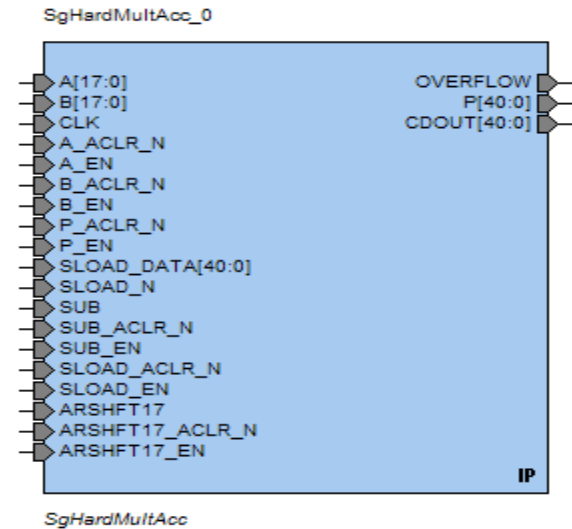 SgHardMultAcc_0
A[17:0]
B[17:0]
CLK
A_ACLR_N
A_EN
B_ACLR_N
B_EN
P_ACLR_N
P_EN
SLOAD_DATA[40:0]
SLOAD_N
SUB
SUB_ACLR_N
SUB_EN
SLOAD_ACLR_N
SLOAD_EN
ARSHFT17
ARSHFT17_ACLR_N
ARSHFT17_EN
OVERFLOW
P[40:0]
CDOUT[40:0]
IP
SgHardMultAcc